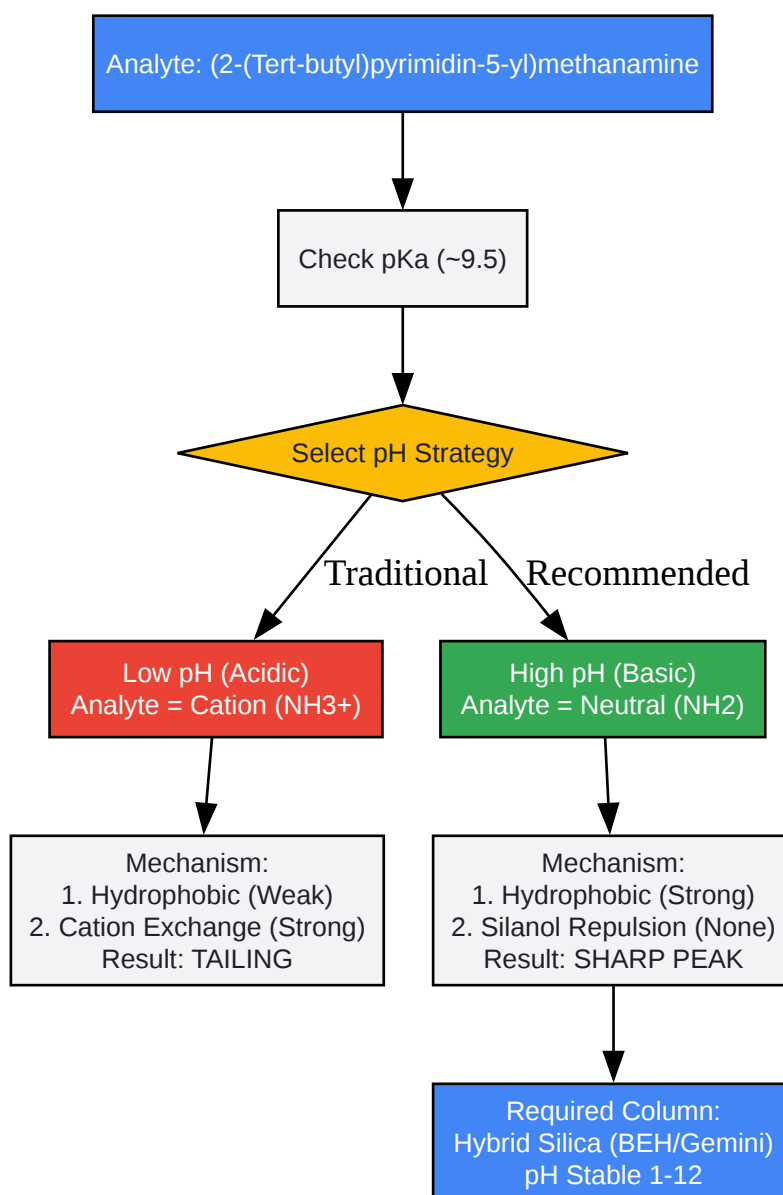 Analyte: (2-(Tert-butyl)pyrimidin-5-yl)methanamine
Check pKa (~9.5)
Select pH Strategy
Traditional
Recommended
Low pH (Acidic)
Analyte = Cation (NH3+)
High pH (Basic)
Analyte = Neutral (NH2)
Mechanism:
1. Hydrophobic (Weak)
2. Cation Exchange (Strong)
Result: TAILING
Mechanism:
1. Hydrophobic (Strong)
2. Silanol Repulsion (None)
Result: SHARP PEAK
Required Column:
Hybrid Silica (BEH/Gemini)
pH Stable 1-12